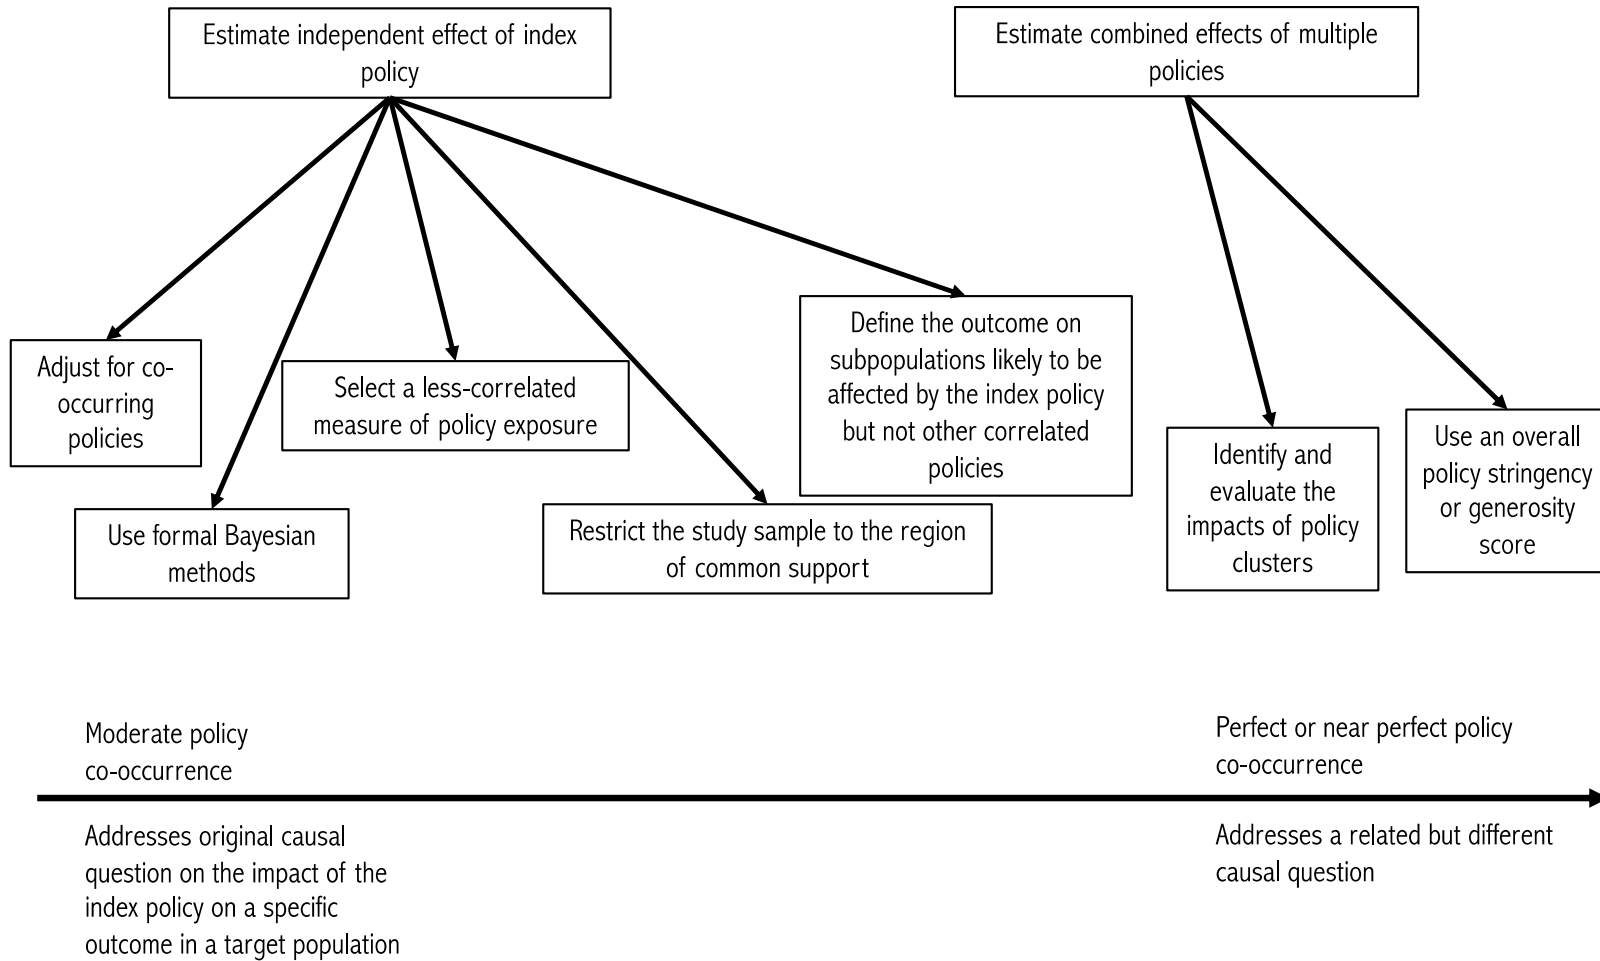 Estimate independent effect of index
policy
Estimate combined effects of multiple
policies
Adjust for co-
occurring
policies
Use formal Bayesian
methods
Select a less-correlated
measure of policy exposure
Restrict the study sample to the region
of common support
Define the outcome on
subpopulations likely to be
affected by the index policy
but not other correlated
policies
Identify and
evaluate the
impacts of policy
clusters
Use an overall
policy stringency
or generosity
score
Moderate policy
co-occurrence
Perfect or near perfect policy
co-occurrence
Addresses original causal
question on the impact of the
index policy on a specific
outcome in a target population
Addresses a related but different
causal question